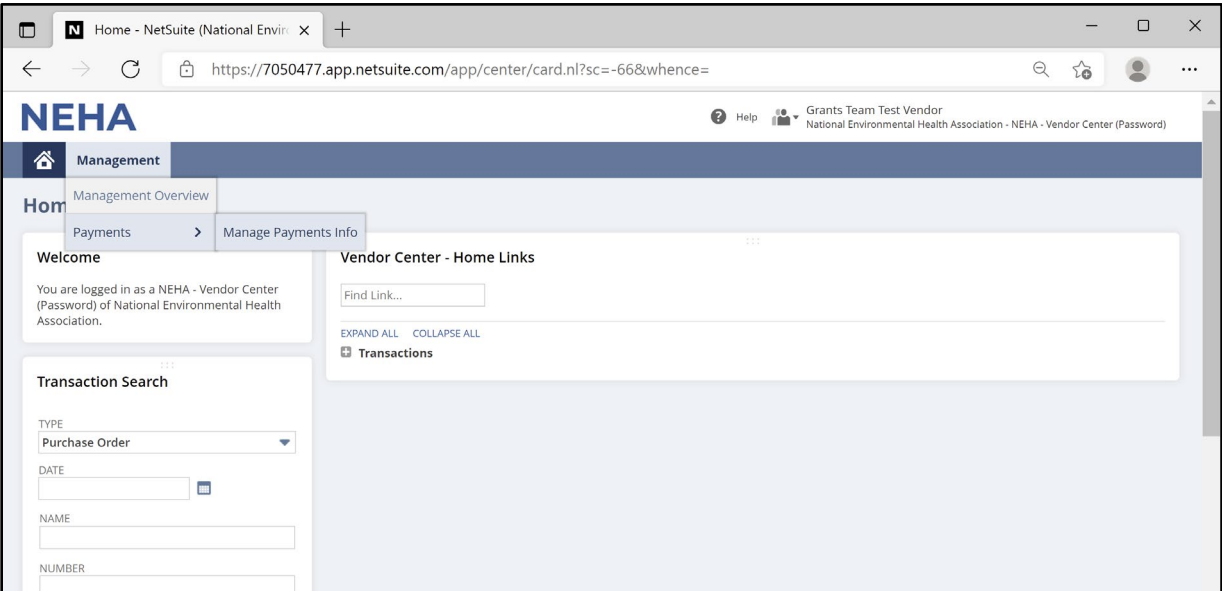 N Home - NetSuite (National Enviro
https://7050477.app.netsuite.com/app/center/card.nl?sc=-66&whence=
NEHA
Help
Grants Team Test Vendor
National Environmental Health Association - NEHA - Vendor Center (Password)
Management
Management Overview
Hom
Payments
Manage Payments Info
Welcome
You are logged in as a NEHA - Vendor Center
(Password) of National Environmental Health
Association.
Vendor Center - Home Links
Find Link...
EXPAND ALL COLLAPSE ALL
Transactions
Transaction Search
TYPE
Purchase Order
DATE
NAME
NUMBER